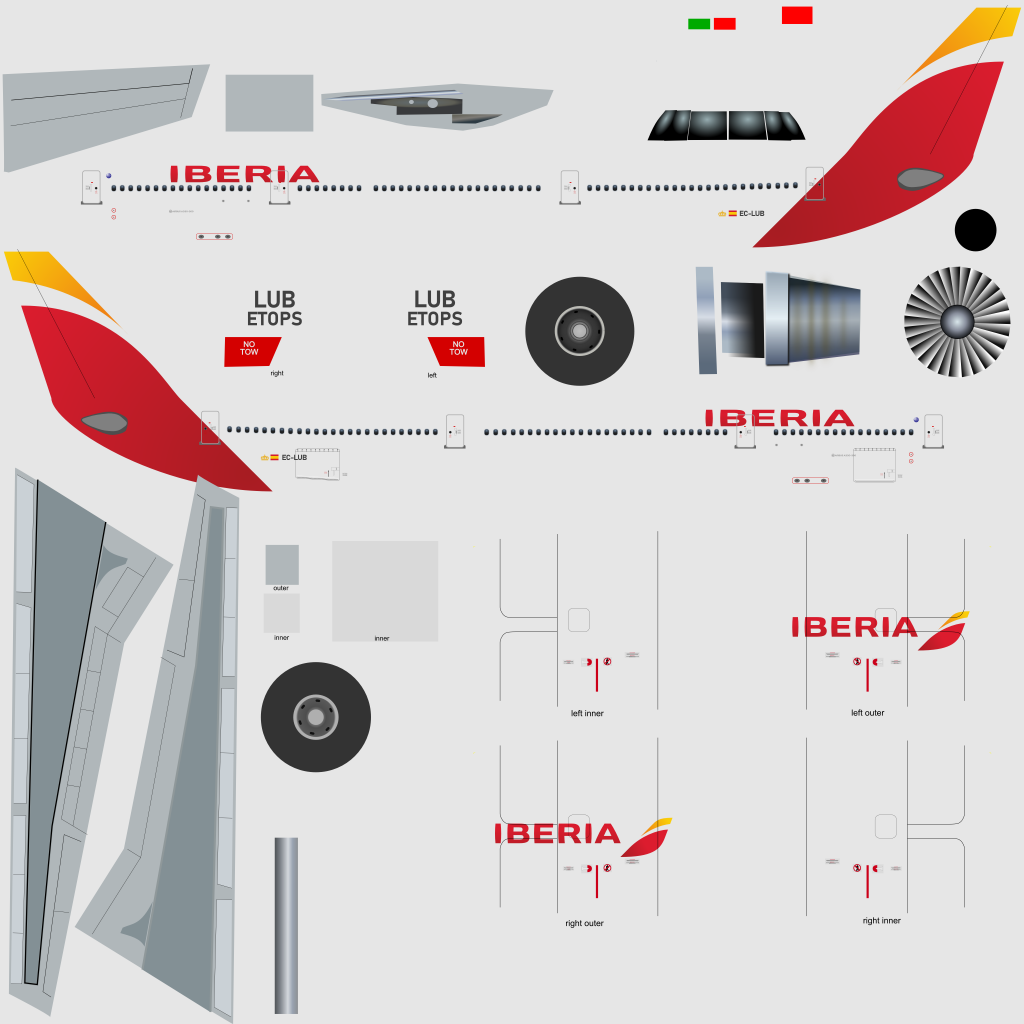 IBERIA
EC-LUB
LUB
ETOPS
NO
TOW
right
LUB
ETOPS
NO
TOW
left
IBERIA
EC-LUB
outer
inner
inner
left inner
IBERIA
left outer
IBERIA
right outer
right inner